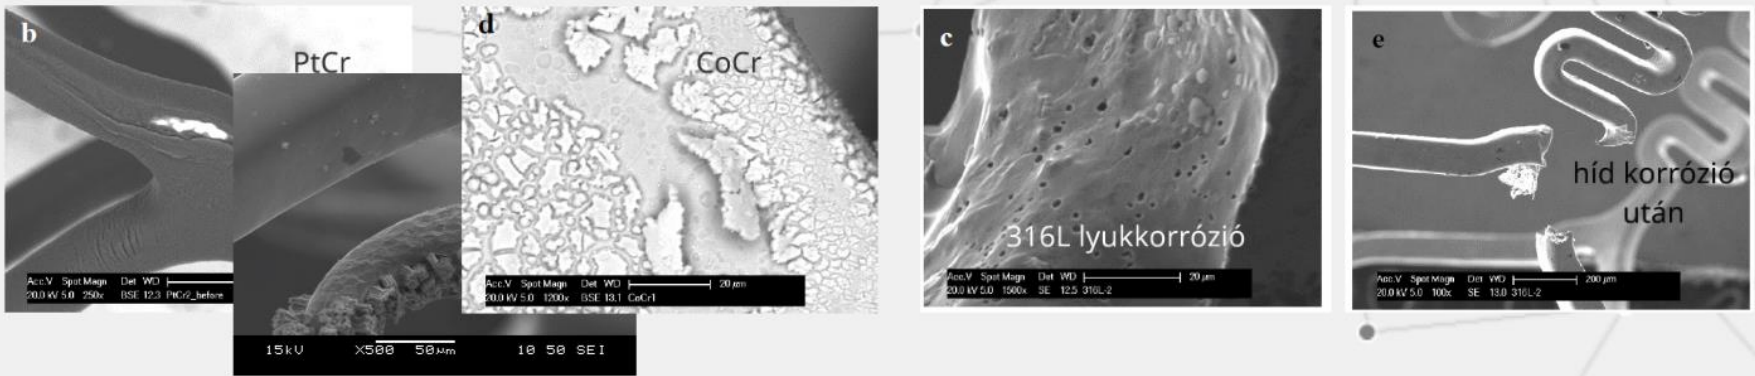 b
PtCr
Acc.V Spot Magn Det WD
20.0 kV 5.0 250x BSE 12.3 PtCr2_before
15kV X500 50μm 10 50 SEI
d
CoCr
Acc.V Spot Magn Det WD 20 μm
20.0 kV 5.0 1200x BSE 13.1 CoCr1
c
316L lyukkorrózió
Acc.V Spot Magn Det WD 20 μm
20.0 kV 5.0 1500x SE 12.5 316L-2
e
híd korrózió
után
Acc.V Spot Magn Det WD 200 μm
20.0 kV 5.0 100x SE 13.0 316L-2